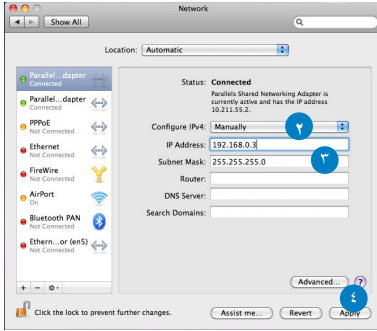 Network
Show All
Location: Automatic
Parallel...dapter
Connected
Parallel...dapter
Connected
PPPoE
Not Connected
Ethernet
Not Connected
FireWire
Not Connected
AirPort
On
Bluetooth PAN
Not Connected
Ethern...or (en5)
Not Connected
Status: Connected
Parallels Shared Networking Adapter is
currently active and has the IP address
10.211.55.2.
Configure IPv4: Manually ٢
IP Address: 192.168.0.3
Subnet Mask: 255.255.255.0 ٣
Router:
DNS Server:
Search Domains:
Advanced... ?
٤
Click the lock to prevent further changes.
Assist me... Revert Apply